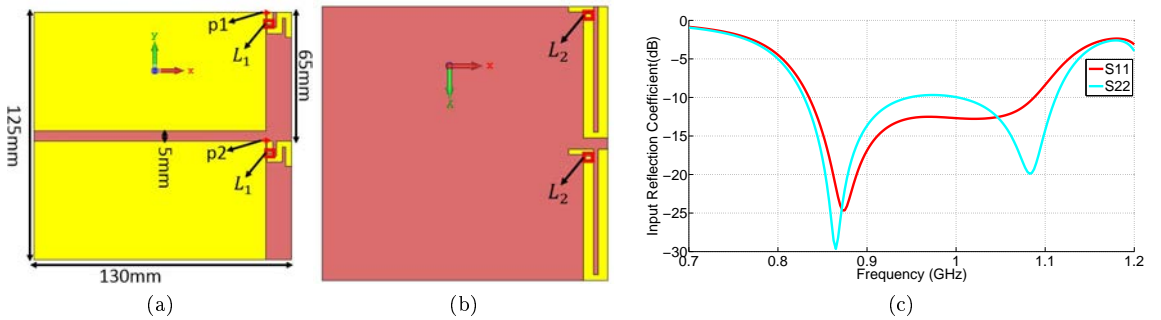 p1
L₁
y
x
65mm
125mm
5mm
p2
L₁
130mm
(a)
L₂
x
y
L₂
(b)
Input Reflection Coefficient(dB)
0
−5
−10
−15
−20
−25
−30
0.7 0.8 0.9 1 1.1 1.2
Frequency (GHz)
S11
S22
(c)